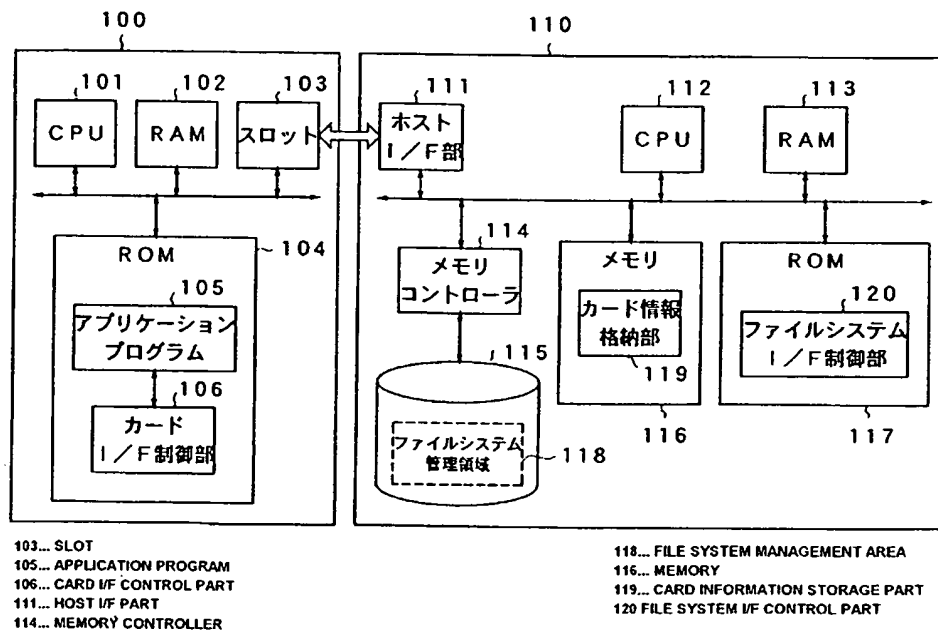 100
110
101
102
103
111
112
113
CPU
RAM
スロット
ホスト
I/F部
CPU
RAM
104
ROM
105
アプリケーション
プログラム
106
カード
I/F制御部
114
メモリ
コントローラ
115
ファイルシステム
管理領域
118
メモリ
カード情報
格納部
119
116
ROM
120
ファイルシステム
I/F制御部
117
103... SLOT
105... APPLICATION PROGRAM
106... CARD I/F CONTROL PART
111... HOST I/F PART
114... MEMORY CONTROLLER
118... FILE SYSTEM MANAGEMENT AREA
116... MEMORY
119... CARD INFORMATION STORAGE PART
120 FILE SYSTEM I/F CONTROL PART